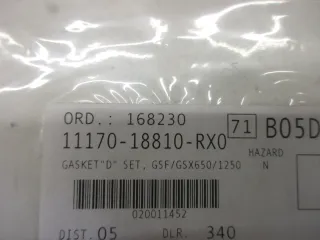 ORD.: 168230
11170-18810-RX0 71 B05D
GASKET"D" SET, GSF/GSX650/1250
HAZARD
N
020011452
DIST. 05 DLR. 340